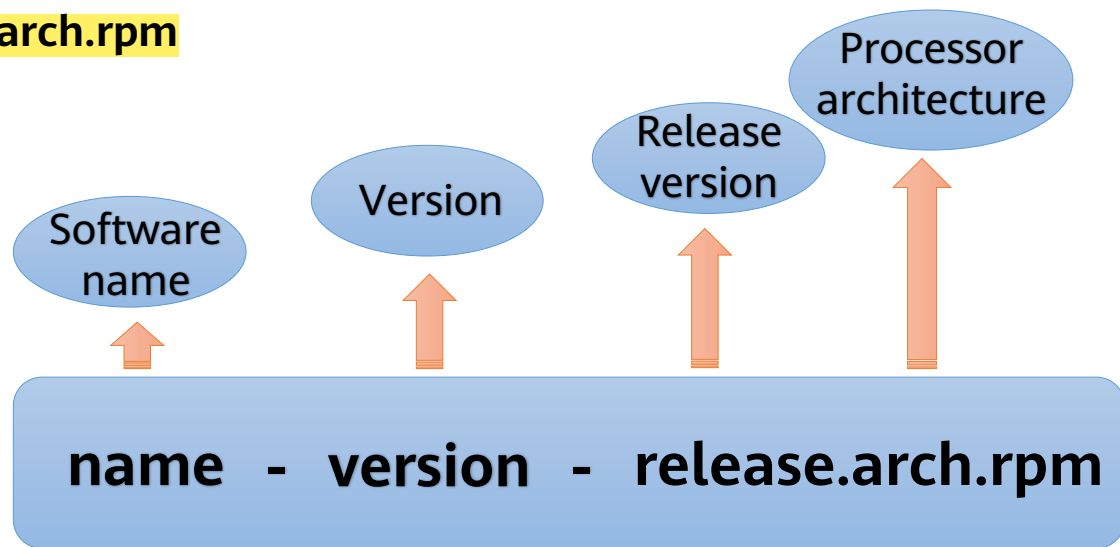 arch.rpm
Processor
architecture
Release
version
Version
Software
name
name - version - release.arch.rpm